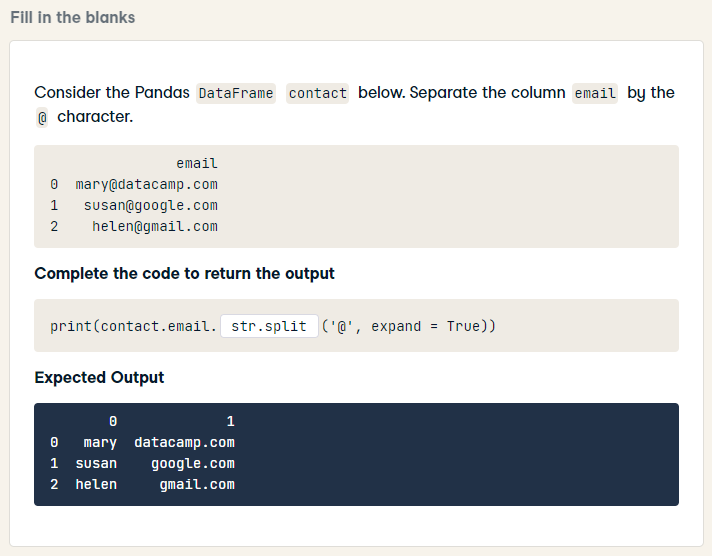 Fill in the blanks
Consider the Pandas DataFrame contact below. Separate the column email by the
@ character.
email
0 mary@datacamp.com
1 susan@google.com
2 helen@gmail.com
Complete the code to return the output
print(contact.email. str.split ('@', expand = True))
Expected Output
0 1
0 mary datacamp.com
1 susan google.com
2 helen gmail.com